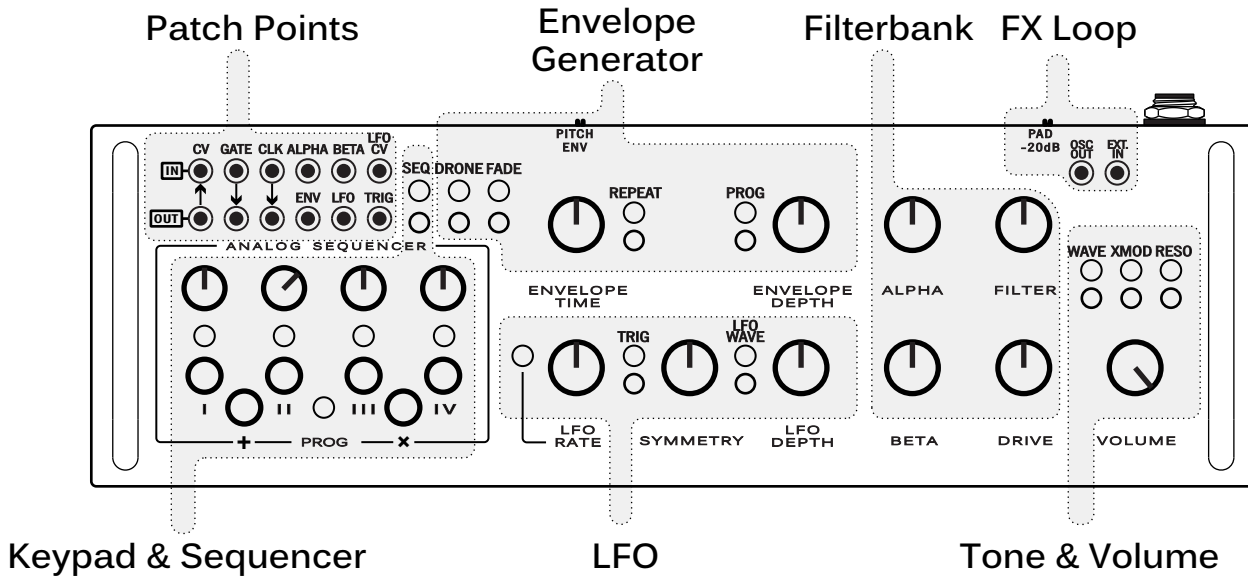 Patch Points
Envelope
Generator
Filterbank
FX Loop
PITCH
ENV
PAD
-20dB
OSC
OUT
EXT.
IN
LFO
CV GATE CLK ALPHA BETA CV
IN
OUT
ENV LFO TRIG
SEQ DRONE FADE
REPEAT
PROG
ANALOG SEQUENCER
ENVELOPE
TIME
ENVELOPE
DEPTH
ALPHA
FILTER
WAVE XMOD RESO
TRIG
LFO
WAVE
I II III IV
+ PROG ×
LFO
RATE
SYMMETRY
LFO
DEPTH
BETA
DRIVE
VOLUME
Keypad & Sequencer
LFO
Tone & Volume